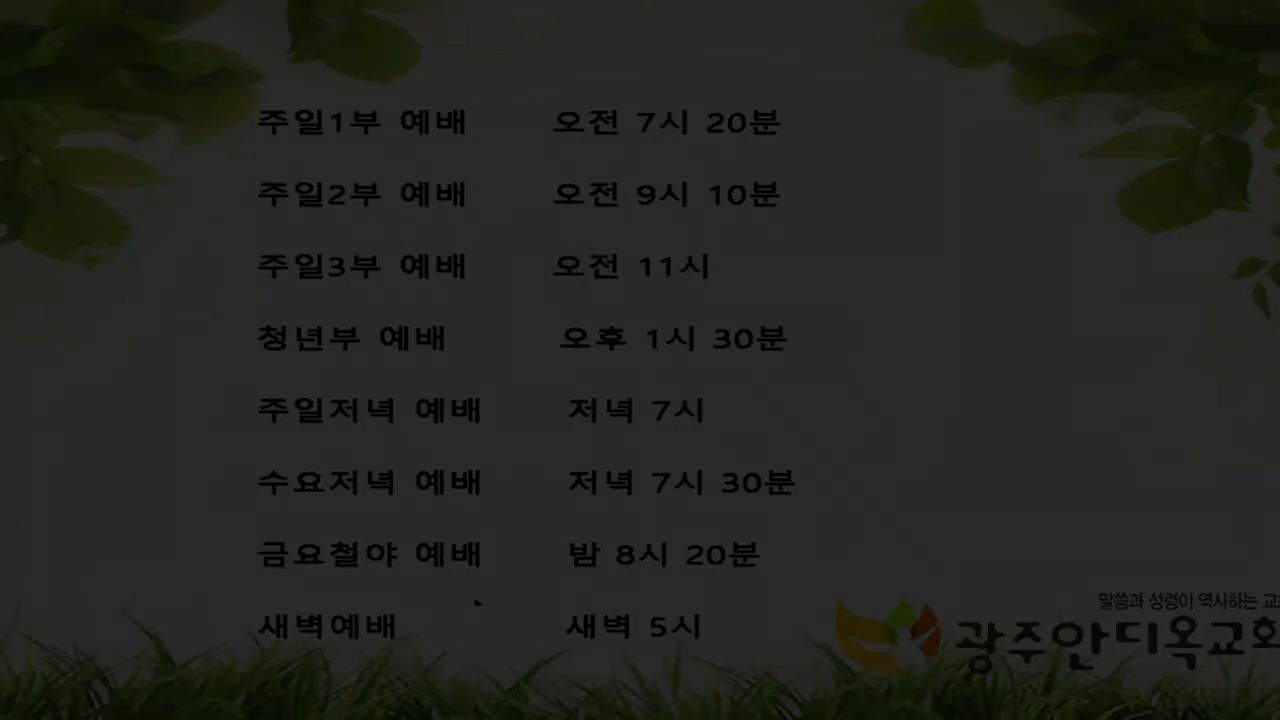 주일1부 예배 오전 7시 20분
주일2부 예배 오전 9시 10분
주일3부 예배 오전 11시
청년부 예배 오후 1시 30분
주일저녁 예배 저녁 7시
수요저녁 예배 저녁 7시 30분
금요철야 예배 밤 8시 20분
새벽예배 새벽 5시
말씀과 성령이 역사하는 교회
광주안디옥교회